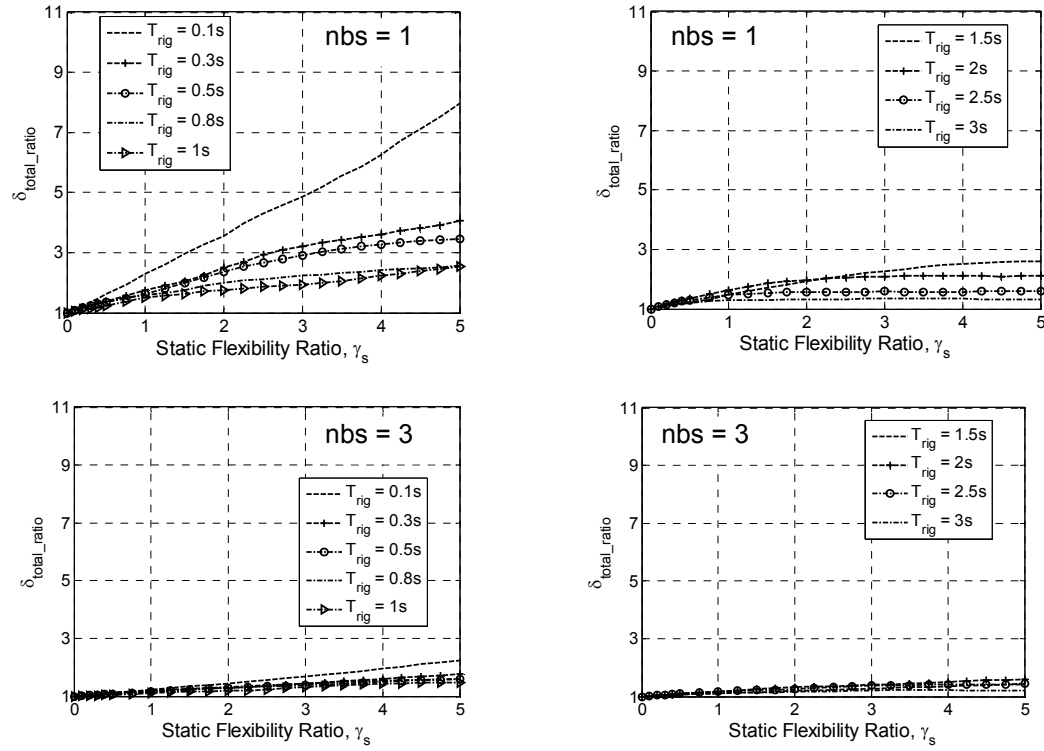 nbs = 1
T_rig = 0.1s
T_rig = 0.3s
T_rig = 0.5s
T_rig = 0.8s
T_rig = 1s
11
9
7
5
3
1
δ_total_ratio
0 1 2 3 4 5
Static Flexibility Ratio, γ_s
nbs = 1
T_rig = 1.5s
T_rig = 2s
T_rig = 2.5s
T_rig = 3s
11
9
7
5
3
1
δ_total_ratio
0 1 2 3 4 5
Static Flexibility Ratio, γ_s
nbs = 3
T_rig = 0.1s
T_rig = 0.3s
T_rig = 0.5s
T_rig = 0.8s
T_rig = 1s
11
9
7
5
3
1
δ_total_ratio
0 1 2 3 4 5
Static Flexibility Ratio, γ_s
nbs = 3
T_rig = 1.5s
T_rig = 2s
T_rig = 2.5s
T_rig = 3s
11
9
7
5
3
1
δ_total_ratio
0 1 2 3 4 5
Static Flexibility Ratio, γ_s